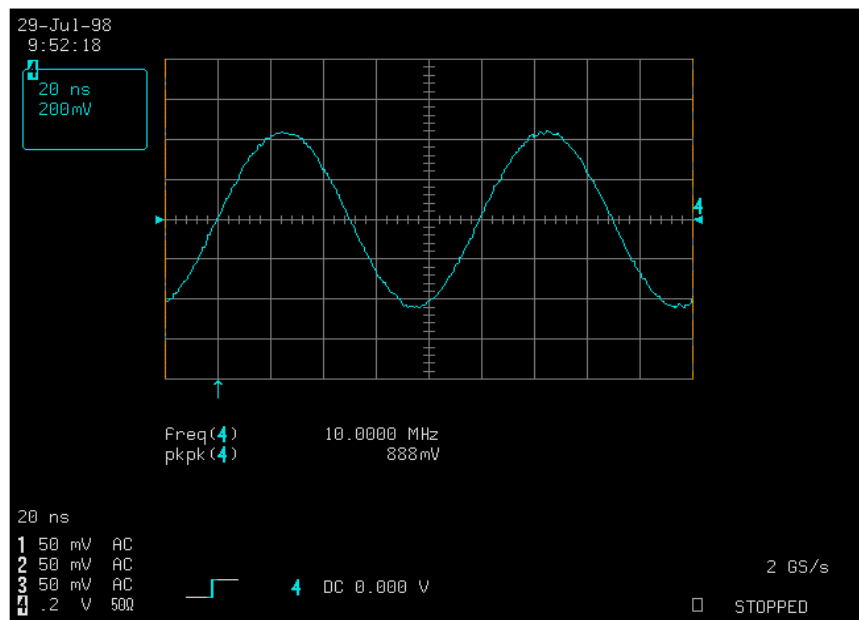 29-Jul-98
9:52:18
4
20 ns
200mV
4
Freq(4) 10.0000 MHz
pkpk(4) 888mV
20 ns
1 50 mV AC
2 50 mV AC
3 50 mV AC
4 .2 V 50Ω
4 DC 0.000 V
2 GS/s
STOPPED